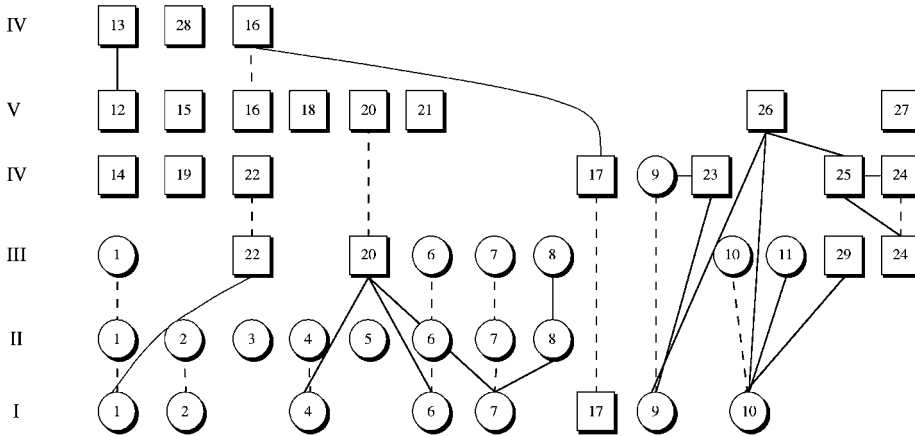 IV 13 28 16
V 12 15 16 18 20 21 26 27
IV 14 19 22 17 9 23 25 24
III 1 22 20 6 7 8 10 11 29 24
II 1 2 3 4 5 6 7 8
I 1 2 4 6 7 17 9 10